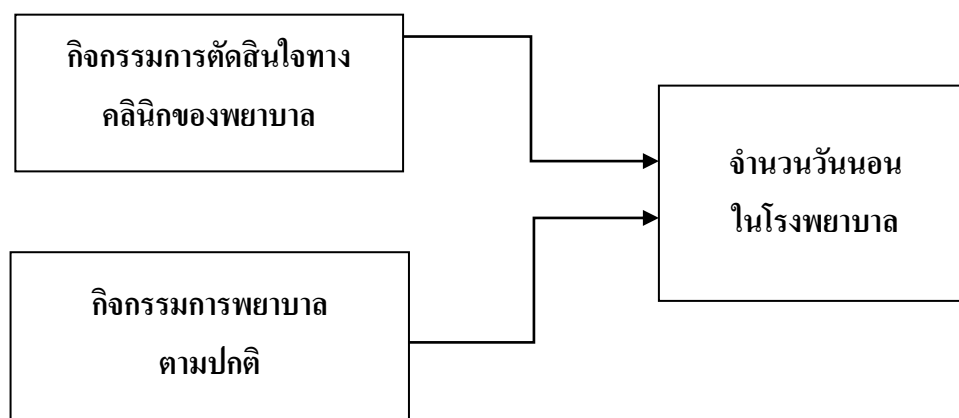 กิจกรรมการตัดสินใจทาง
คลินิกของพยาบาล
จำนวนวันนอน
ในโรงพยาบาล
กิจกรรมการพยาบาล
ตามปกติ